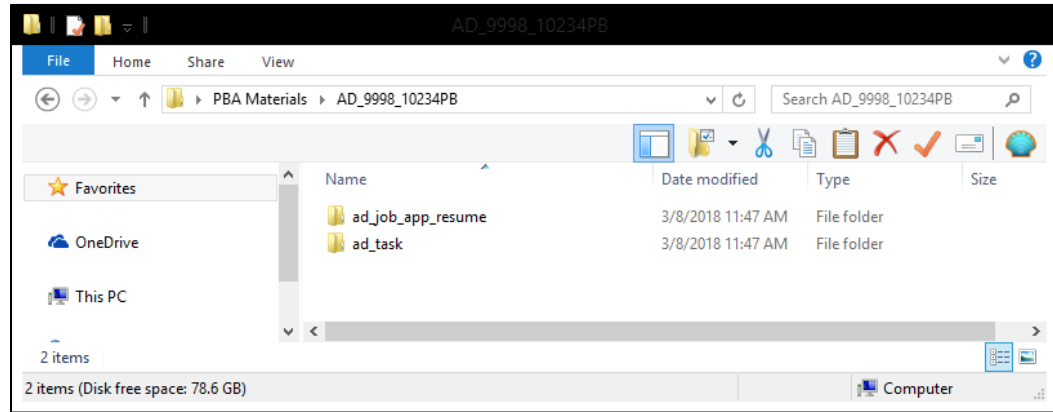 AD_9998_10234PB
File Home Share View
PBA Materials AD_9998_10234PB Search AD_9998_10234PB
Favorites Name Date modified Type Size
ad_job_app_resume 3/8/2018 11:47 AM File folder
OneDrive ad_task 3/8/2018 11:47 AM File folder
This PC
2 items
2 items (Disk free space: 78.6 GB) Computer